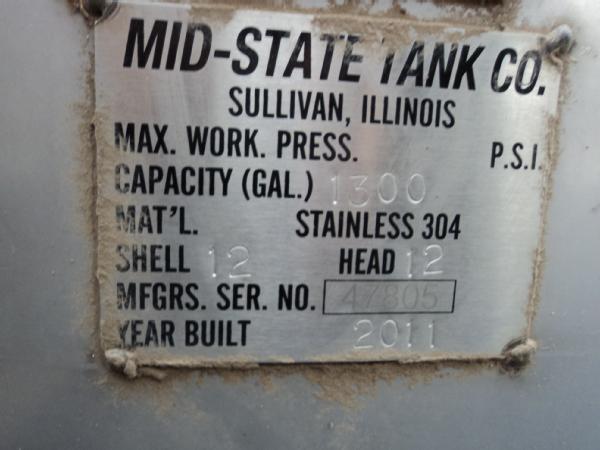 MID-STATE TANK CO.
SULLIVAN, ILLINOIS
MAX. WORK. PRESS. P.S.I.
CAPACITY (GAL.) 1300
MAT'L. STAINLESS 304
SHELL 12 HEAD 12
MFGRS. SER. NO. 47805
YEAR BUILT 2011